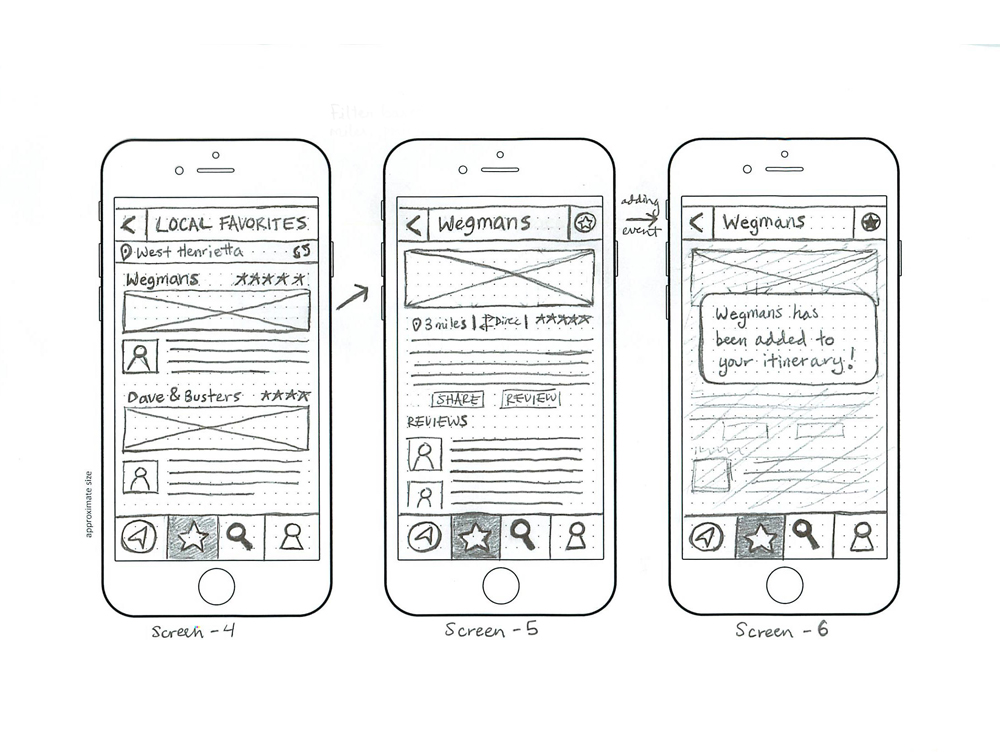 LOCAL FAVORITES
West Henrietta
Wegmans
Dave & Busters
Screen - 4
approximate size
Wegmans
3 miles | Direc |
SHARE REVIEW
REVIEWS
Screen - 5
adding
event
Wegmans
Wegmans has
been added to
your itinerary!
Screen - 6